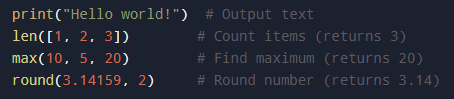 print("Hello world!")  # Output text
len([1, 2, 3])         # Count items (returns 3)
max(10, 5, 20)         # Find maximum (returns 20)
round(3.14159, 2)      # Round number (returns 3.14)